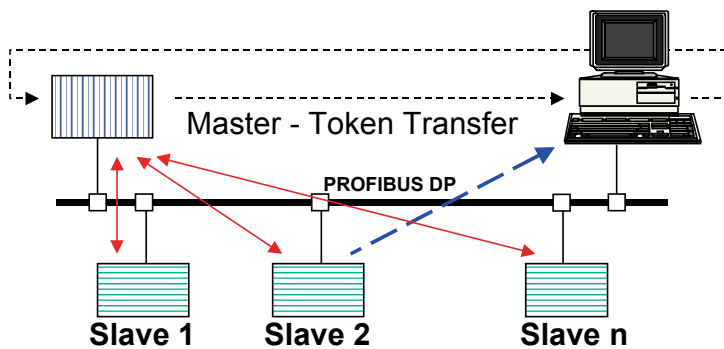 Master - Token Transfer
PROFIBUS DP
Slave 1
Slave 2
Slave n